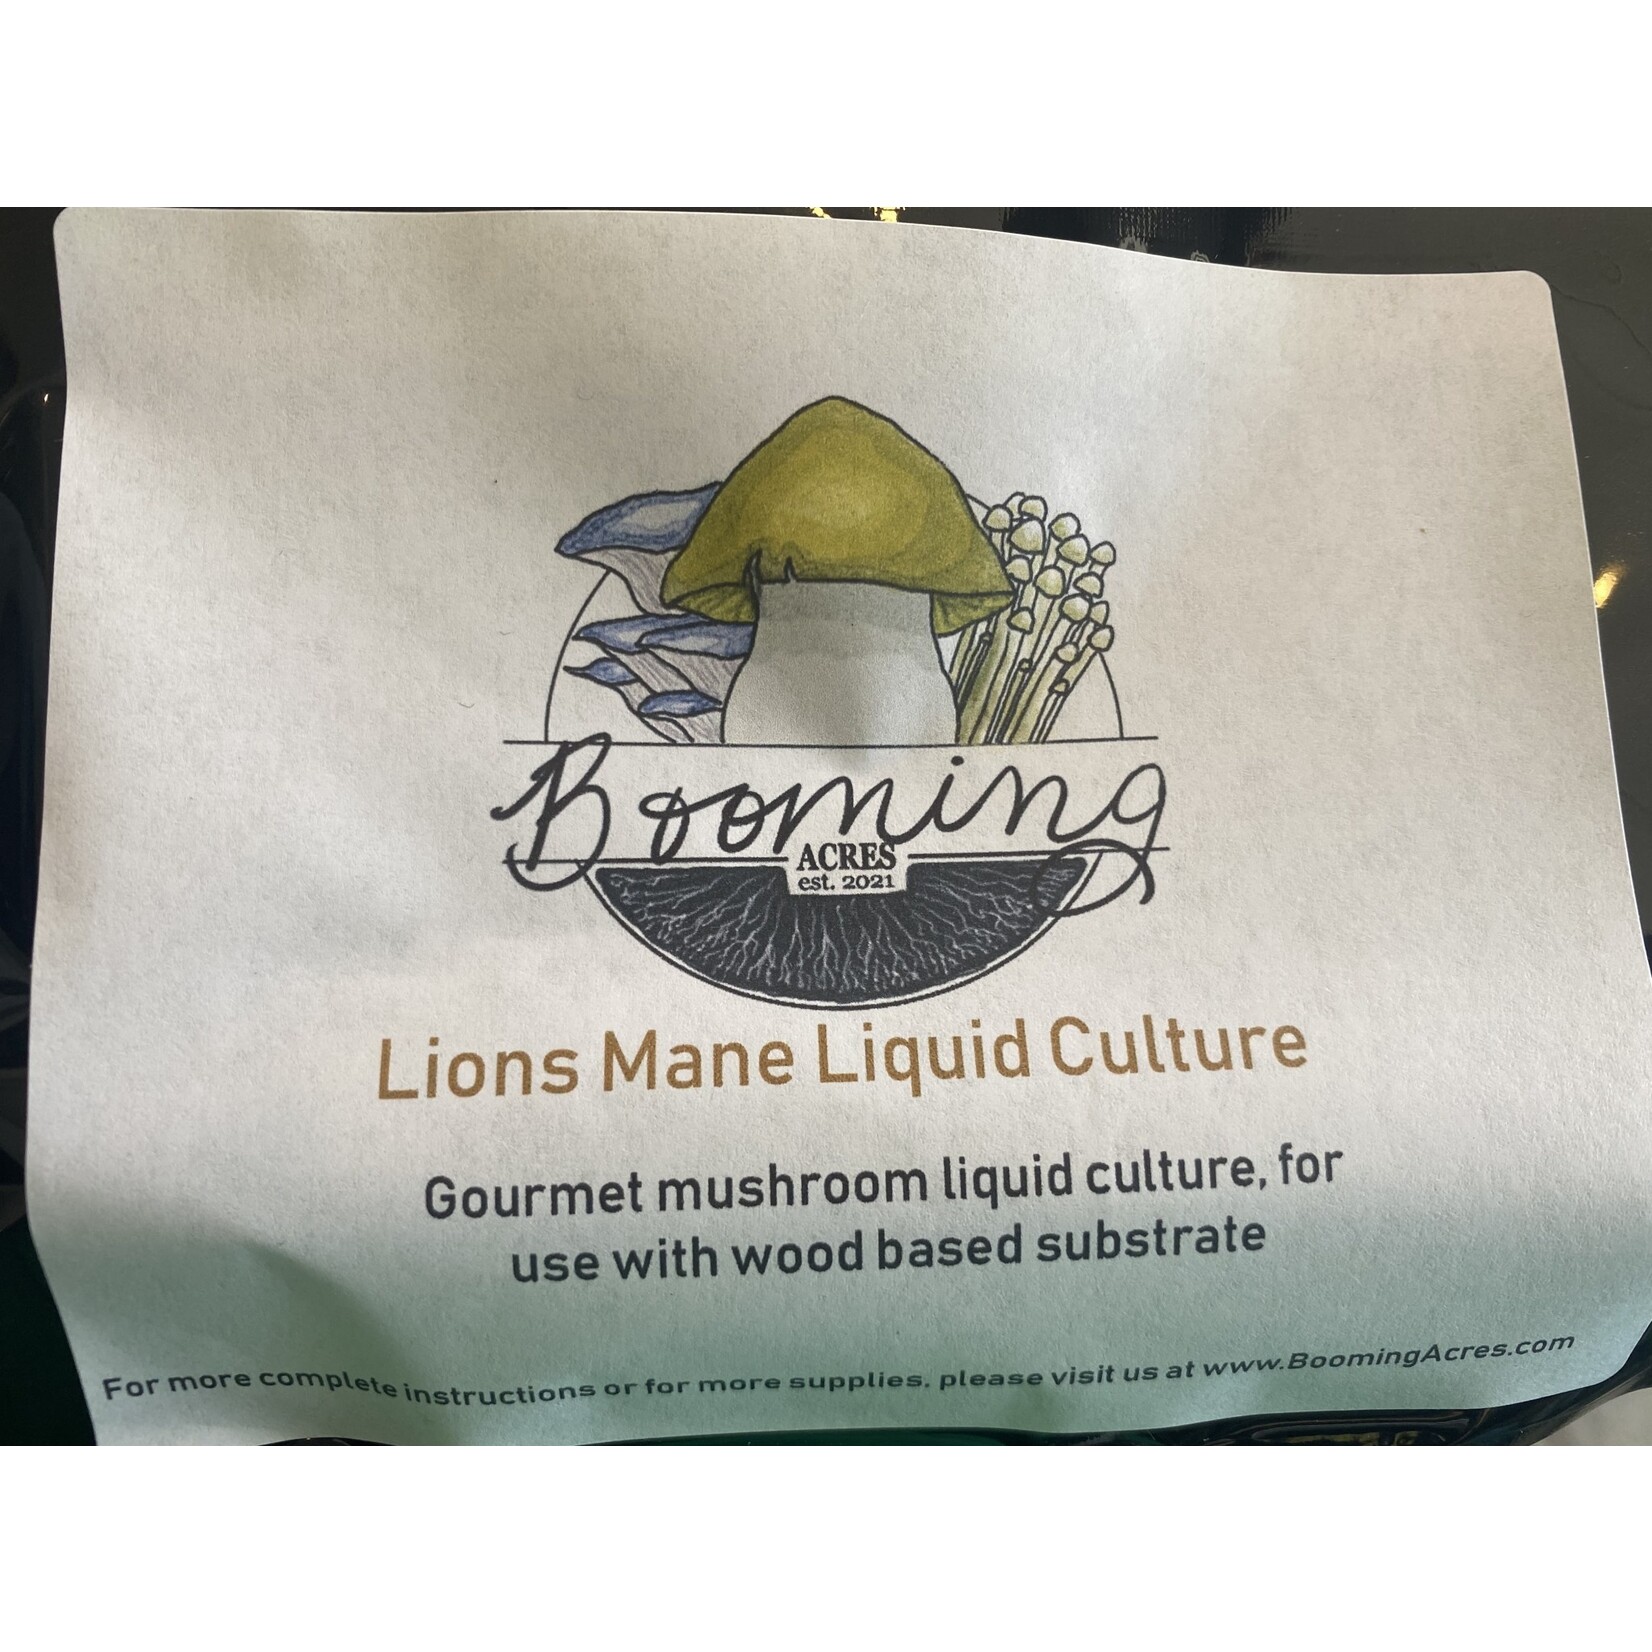 Booming
ACRES
est. 2021
Lions Mane Liquid Culture
Gourmet mushroom liquid culture, for
use with wood based substrate
For more complete instructions or for more supplies, please visit us at www.BoomingAcres.com